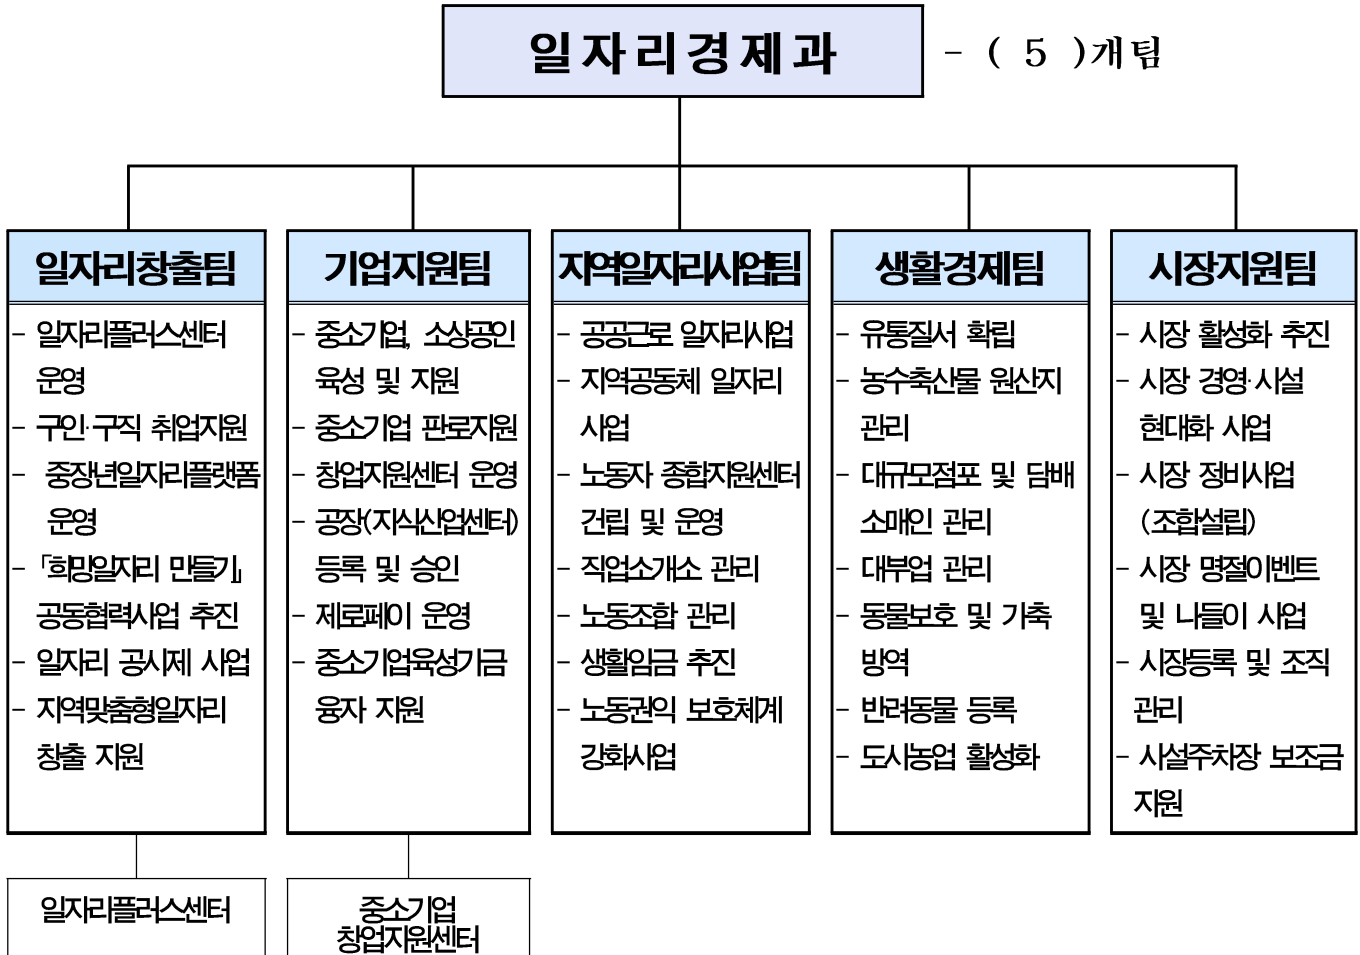 일자리경제과
- ( 5 )개팀
일자리창출팀
- 일자리플러스센터
운영
- 구인·구직 취업지원
- 중장년일자리플랫폼
운영
- 「희망일자리 만들기」
공동협력사업 추진
- 일자리 공시제 사업
- 지역맞춤형일자리
창출 지원
기업지원팀
- 중소기업, 소상공인
육성 및 지원
- 중소기업 판로지원
- 창업지원센터 운영
- 공장(지식산업센터)
등록 및 승인
- 제로페이 운영
- 중소기업육성기금
융자 지원
지역일자리사업팀
- 공공근로 일자리사업
- 지역공동체 일자리
사업
- 노동자 종합지원센터
건립 및 운영
- 직업소개소 관리
- 노동조합 관리
- 생활임금 추진
- 노동권익 보호체계
강화사업
생활경제팀
- 유통질서 확립
- 농수축산물 원산지
관리
- 대규모점포 및 담배
소매인 관리
- 대부업 관리
- 동물보호 및 가축
방역
- 반려동물 등록
- 도시농업 활성화
시장지원팀
- 시장 활성화 추진
- 시장 경영·시설
현대화 사업
- 시장 정비사업
(조합설립)
- 시장 명절이벤트
및 나들이 사업
- 시장등록 및 조직
관리
- 시설주차장 보조금
지원
일자리플러스센터
중소기업
창업지원센터